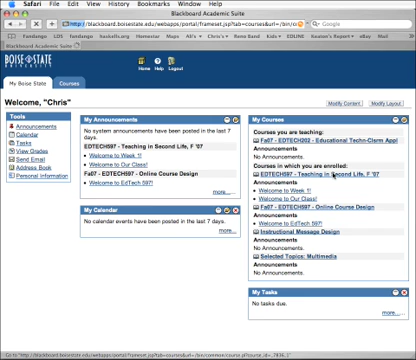 Safari File Edit View History Bookmarks Window Help
Blackboard Academic Suite
Blackboard Academic Suite
BOISE STATE
UNIVERSITY
Home Help Logout
My Boise State Courses
Welcome, "Chris"
Modify Content Modify Layout
Tools
Announcements
Calendar
Tasks
View Grades
Send Email
Address Book
Personal Information
My Announcements
No system announcements have been posted in the last 7
days.
EDTECH597 - Teaching in Second Life, F '07
Welcome to Week 1!
Welcome to Our Class!
Fa07 - EDTECH597 - Online Course Design
Welcome to EdTech 597!
more...
My Calendar
No calendar events have been posted in the last 7 days.
more...
My Courses
Courses you are teaching:
Fa07 - EDTECH202 - Educational Techn-Clsrm Appl
Announcements
No Announcements.
Courses in which you are enrolled:
EDTECH597 - Teaching in Second Life, F '07
Announcements
Welcome to Week 1!
Welcome to Our Class!
Fa07 - EDTECH597 - Online Course Design
Announcements
Welcome to EdTech 597!
Instructional Message Design
Announcements
No Announcements.
Selected Topics: Multimedia
Announcements
No Announcements.
My Tasks
No tasks due.
more...